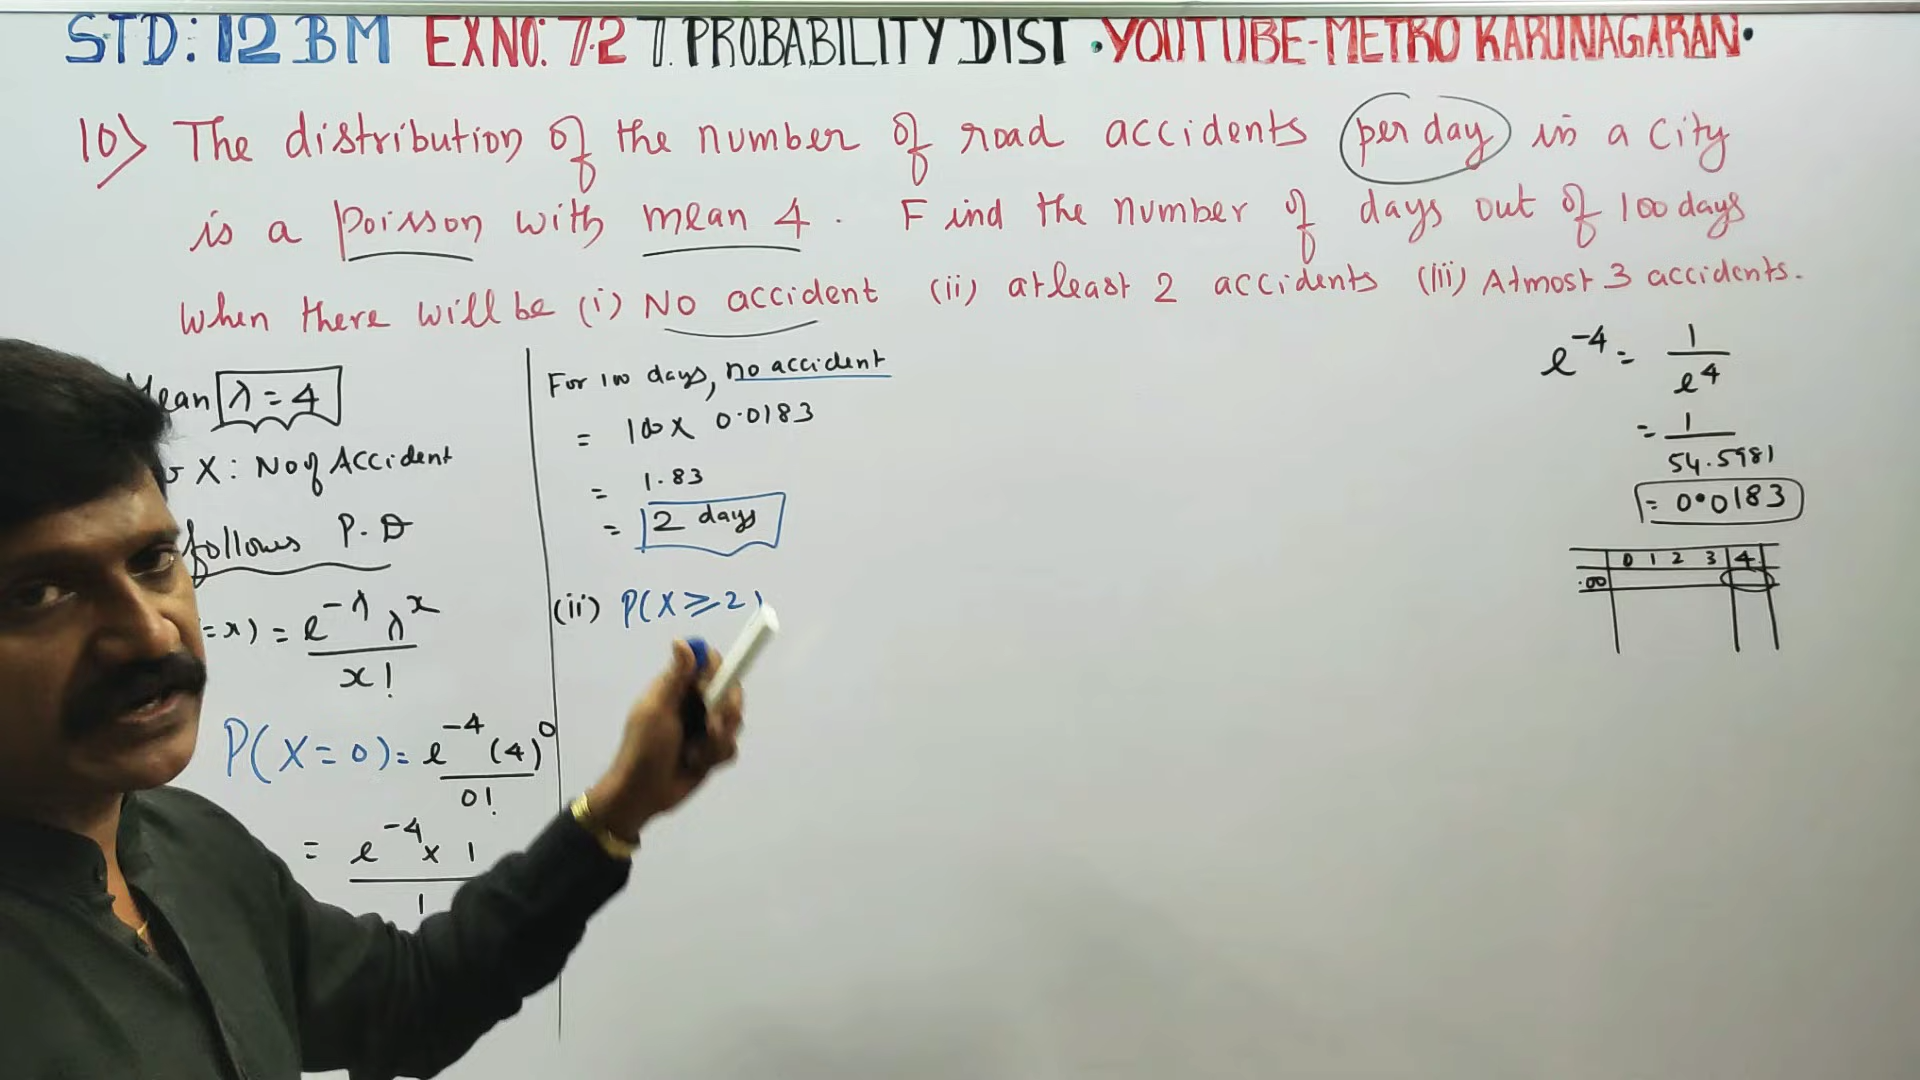 STD: 12 BM EX NO: 7.2 7. PROBABILITY DIST • YOUTUBE-METRO KARUNAGARAN •
10) The distribution of the number of road accidents per day in a City
is a poisson with mean 4 . Find the number of days out of 100 days
when there will be (i) No accident (ii) atleast 2 accidents (iii) Atmost 3 accidents.
Mean λ = 4
X : No of Accident
follows P.D
=x) = e^-λ λ^x / x!
P(X=0) = e^-4 (4)^0 / 0!
= e^-4 x 1 / 1
For 100 days, no accident
= 100 x 0.0183
= 1.83
= 2 days
(ii) P(X ≥ 2)
e^-4 = 1 / e^4
= 1 / 54.5981
= 0.0183
0 1 2 3 4
.00